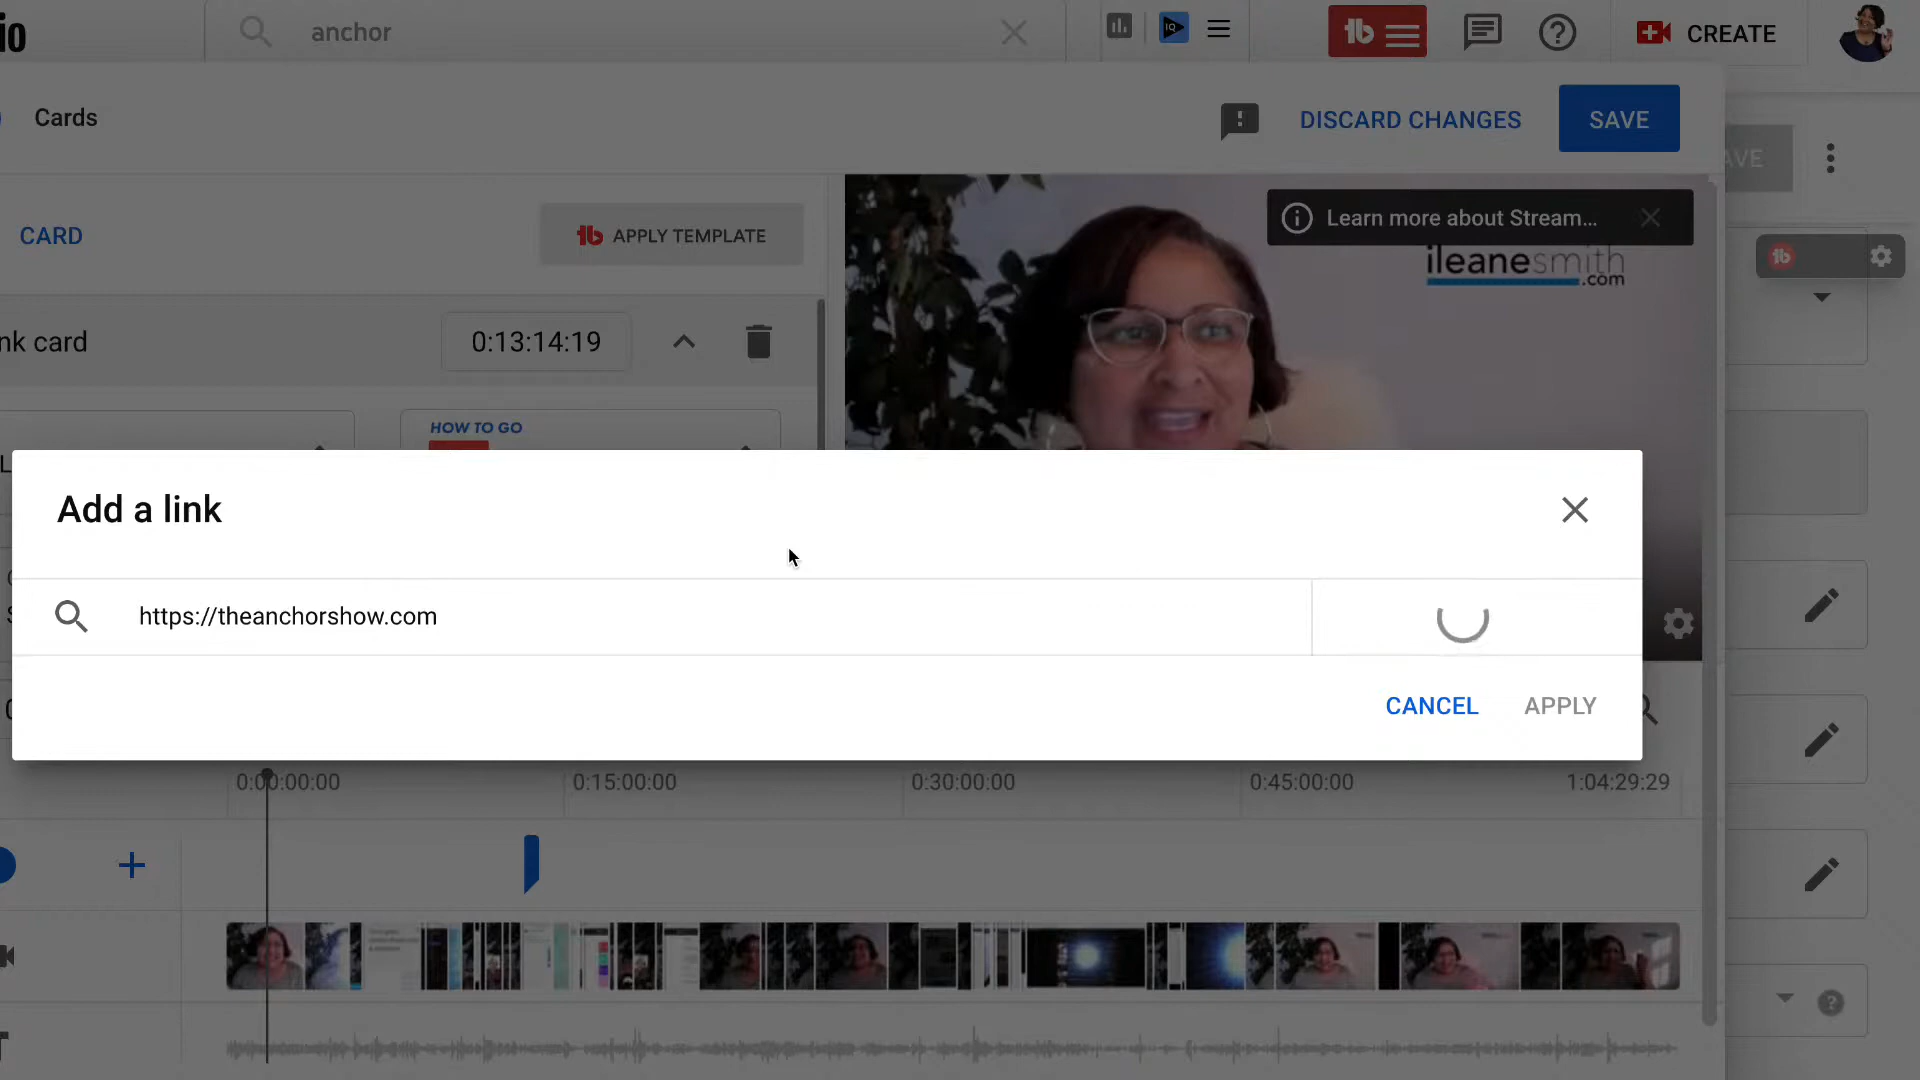 io
anchor
CREATE
Cards
DISCARD CHANGES
SAVE
AVE
CARD
APPLY TEMPLATE
Learn more about Stream...
ileanesmith
.com
nk card
0:13:14:19
HOW TO GO
Add a link
https://theanchorshow.com
CANCEL
APPLY
0:00:00:00
0:15:00:00
0:30:00:00
0:45:00:00
1:04:29:29